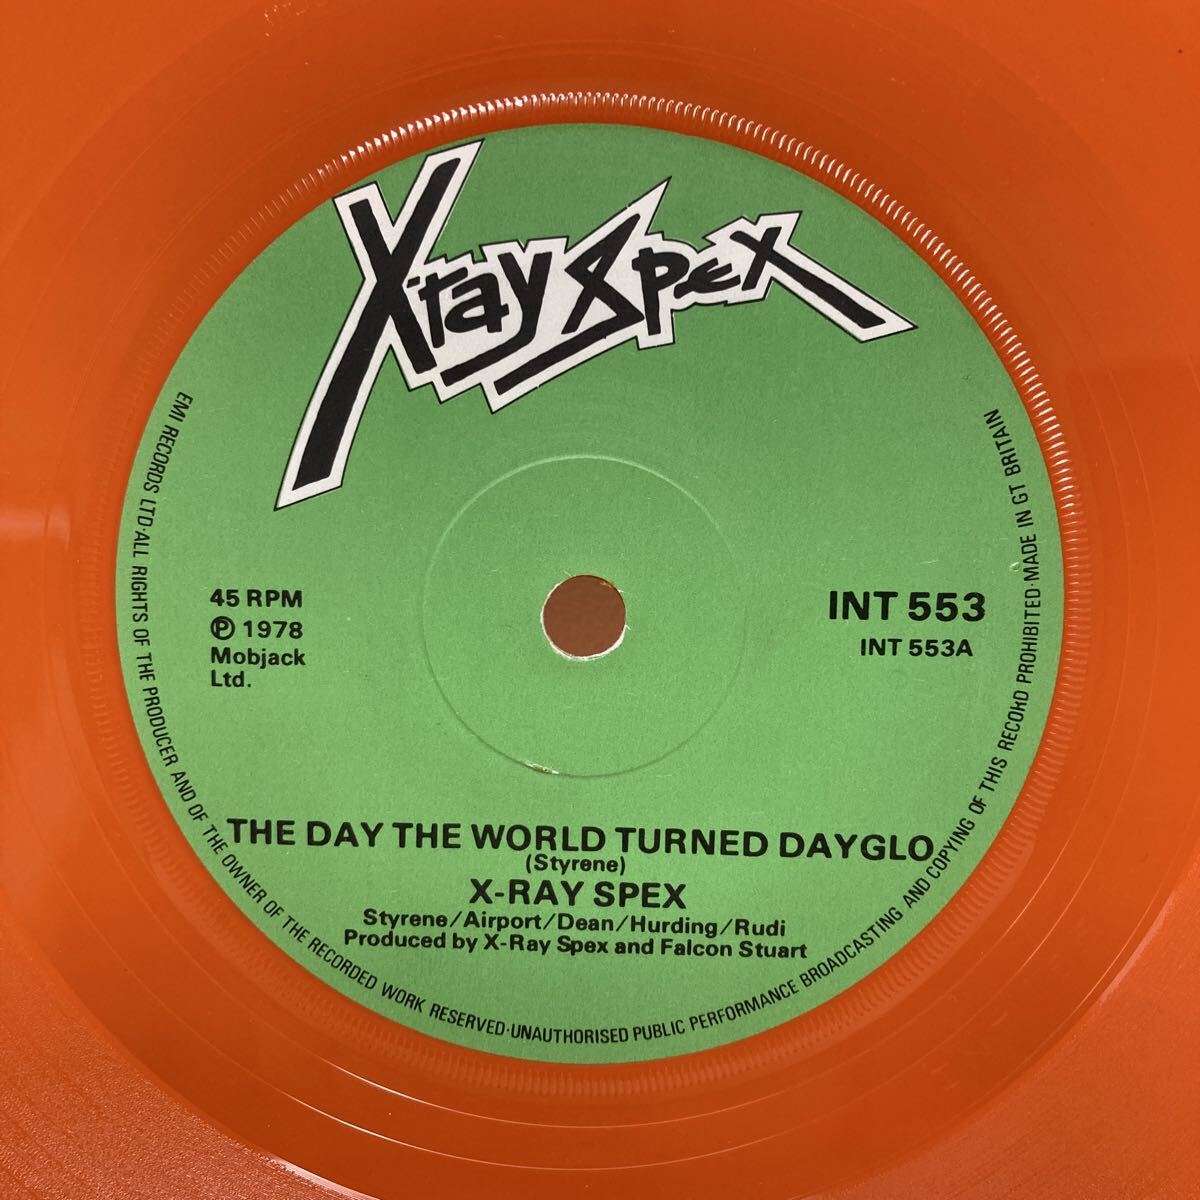 X-ray Spex
45 RPM
℗ 1978
Mobjack
Ltd.
INT 553
INT 553A
THE DAY THE WORLD TURNED DAYGLO
(Styrene)
X-RAY SPEX
Styrene/Airport/Dean/Hurding/Rudi
Produced by X-Ray Spex and Falcon Stuart
EMI RECORDS LTD·ALL RIGHTS OF THE PRODUCER AND OF THE OWNER OF THE RECORDED WORK RESERVED·UNAUTHORISED PUBLIC PERFORMANCE BROADCASTING AND COPYING OF THIS RECORD PROHIBITED·MADE IN GT BRITAIN